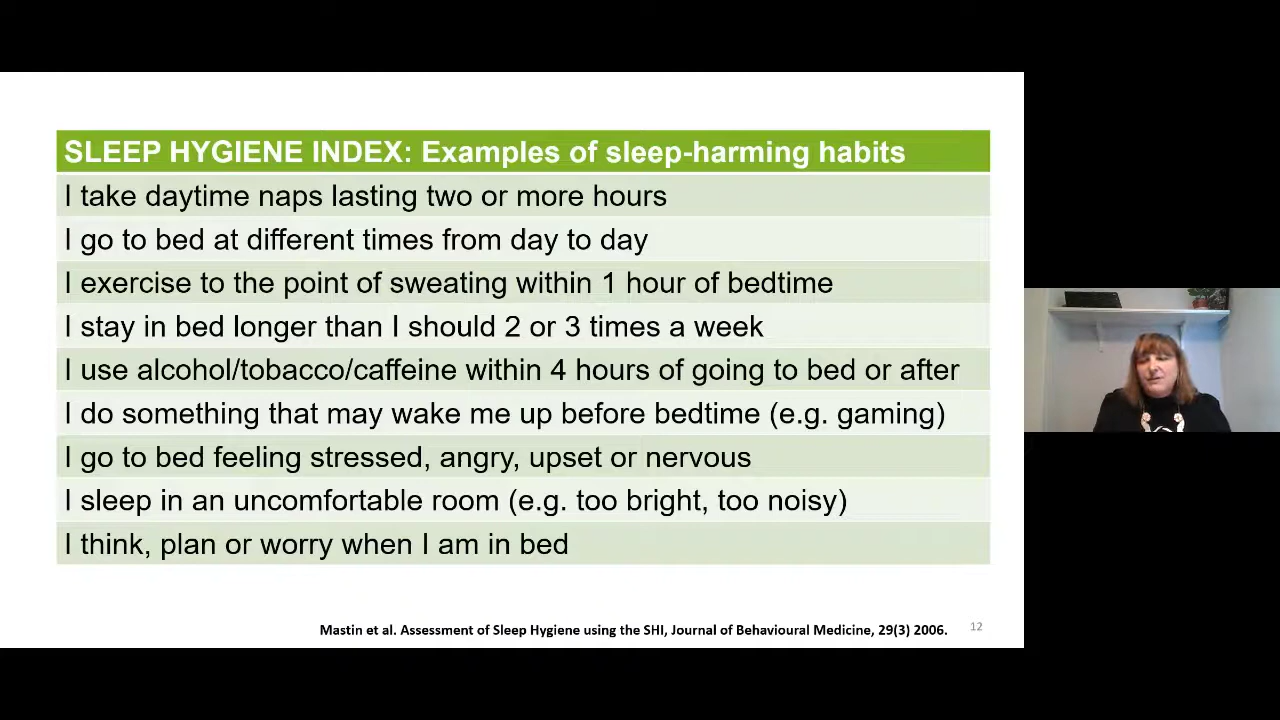 SLEEP HYGIENE INDEX: Examples of sleep-harming habits
I take daytime naps lasting two or more hours
I go to bed at different times from day to day
I exercise to the point of sweating within 1 hour of bedtime
I stay in bed longer than I should 2 or 3 times a week
I use alcohol/tobacco/caffeine within 4 hours of going to bed or after
I do something that may wake me up before bedtime (e.g. gaming)
I go to bed feeling stressed, angry, upset or nervous
I sleep in an uncomfortable room (e.g. too bright, too noisy)
I think, plan or worry when I am in bed
Mastin et al. Assessment of Sleep Hygiene using the SHI, Journal of Behavioural Medicine, 29(3) 2006.
12